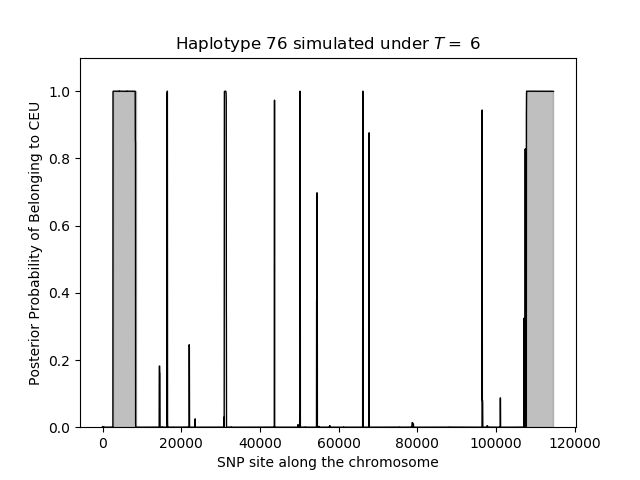 Haplotype 76 simulated under T = 6
Posterior Probability of Belonging to CEU
1.0
0.8
0.6
0.4
0.2
0.0
0 20000 40000 60000 80000 100000 120000
SNP site along the chromosome